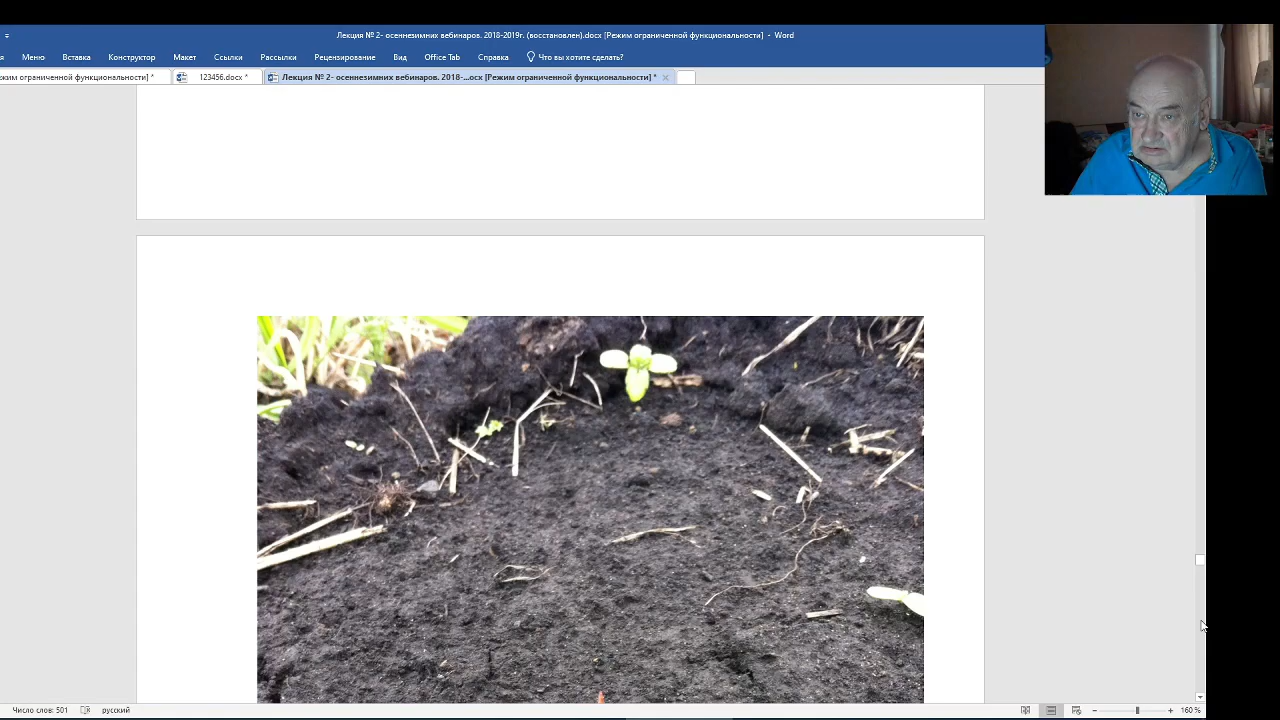 Лекция № 2- осеннезимних вебинаров. 2018-2019г. (восстановлен).docx [Режим ограниченной функциональности] - Word
я Меню Вставка Конструктор Макет Ссылки Рассылки Рецензирование Вид Office Tab Справка Что вы хотите сделать?
жим ограниченной функциональности] * 123456.docx * Лекция № 2- осеннезимних вебинаров. 2018-...ocx [Режим ограниченной функциональности] *
Число слов: 501 русский 160 %